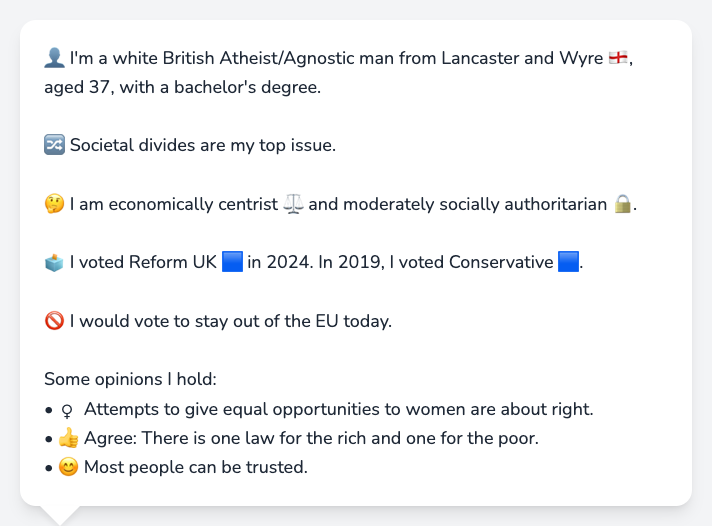 👤 I'm a white British Atheist/Agnostic man from Lancaster and Wyre 🏴󠁧󠁢󠁥󠁮󠁧󠁿,
aged 37, with a bachelor's degree.
🔀 Societal divides are my top issue.
🤔 I am economically centrist ⚖️ and moderately socially authoritarian 🔒.
🗳️ I voted Reform UK 🟦 in 2024. In 2019, I voted Conservative 🟦.
🚫 I would vote to stay out of the EU today.
Some opinions I hold:
• ♀ Attempts to give equal opportunities to women are about right.
• 👍 Agree: There is one law for the rich and one for the poor.
• 😊 Most people can be trusted.